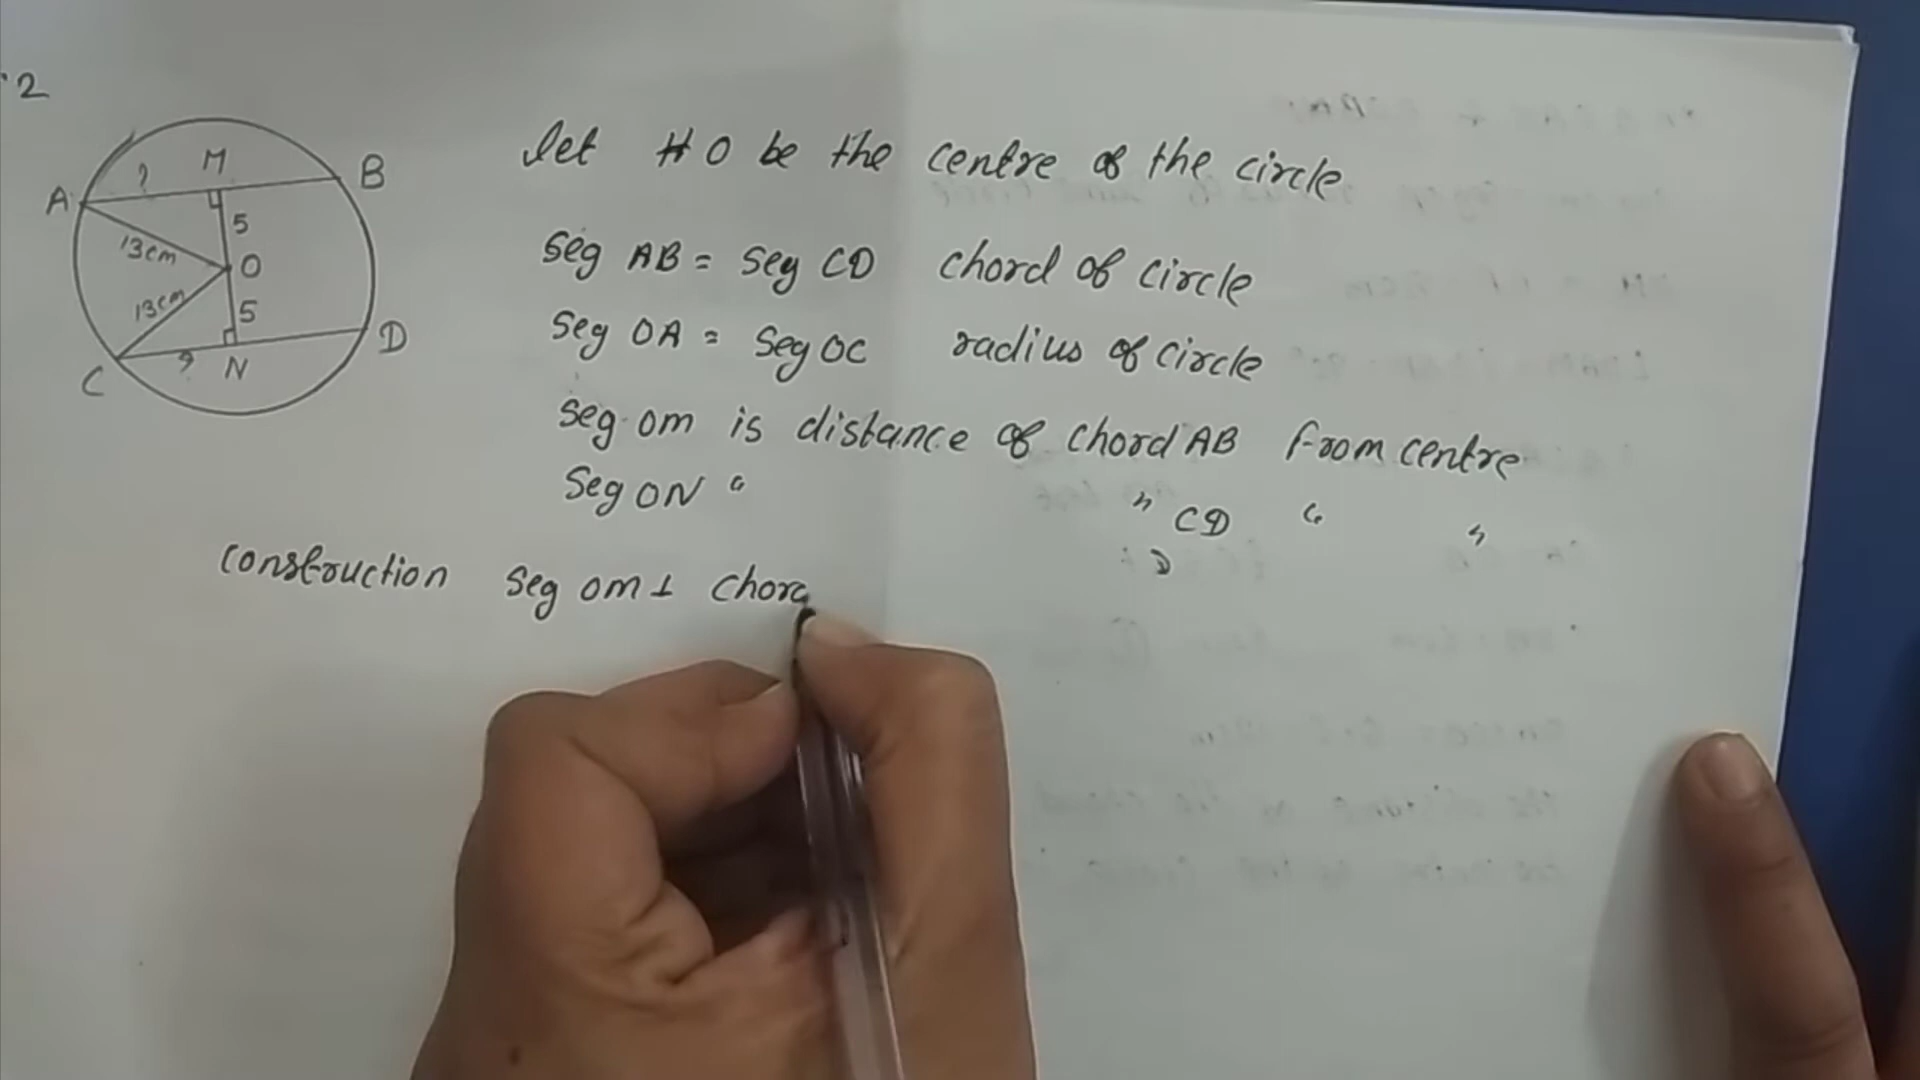 .2
M
?
B
A
5
13cm
O
13cm
5
D
?
N
C
let O be the centre of the circle
seg AB = seg CD chord of circle
seg OA = seg OC radius of circle
seg om is distance of chord AB from centre
seg ON " " CD " "
construction seg om ⊥ chord